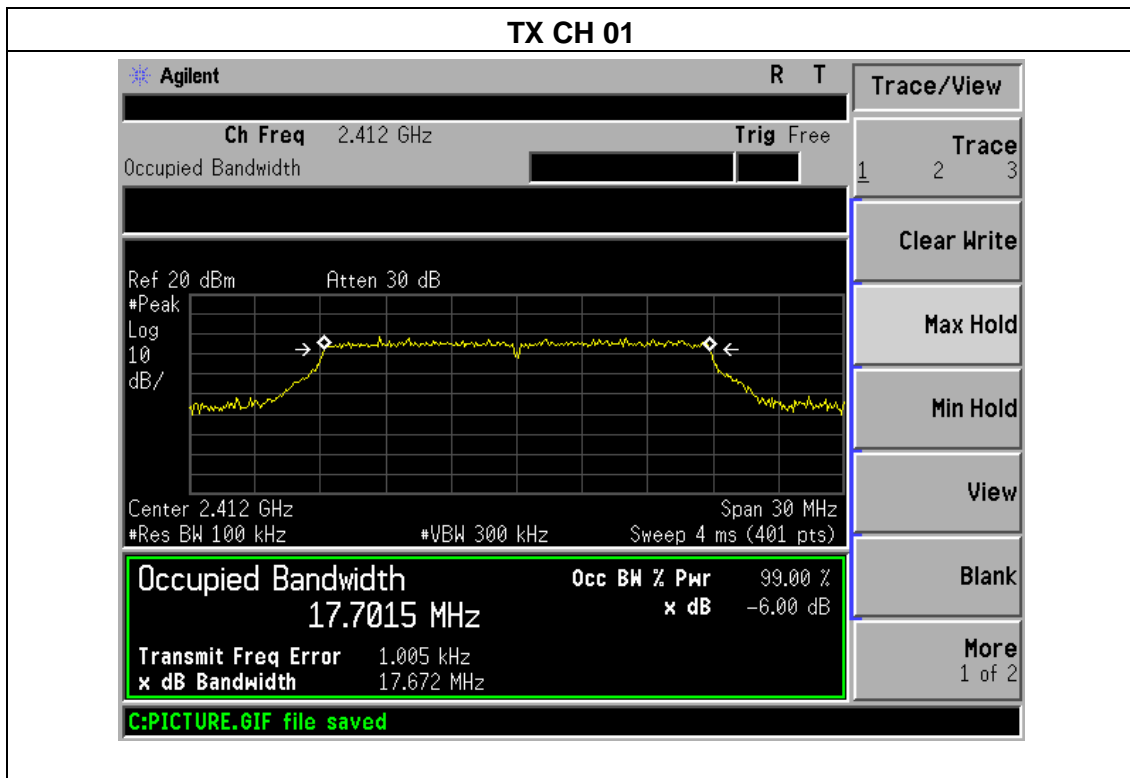 TX CH 01
Agilent R T
Ch Freq 2.412 GHz Trig Free
Occupied Bandwidth
Ref 20 dBm Atten 30 dB
#Peak
Log
10
dB/
Center 2.412 GHz Span 30 MHz
#Res BW 100 kHz #VBW 300 kHz Sweep 4 ms (401 pts)
Occupied Bandwidth Occ BW % Pwr 99.00 %
17.7015 MHz x dB -6.00 dB
Transmit Freq Error 1.005 kHz
x dB Bandwidth 17.672 MHz
C:PICTURE.GIF file saved
Trace/View
Trace
1 2 3
Clear Write
Max Hold
Min Hold
View
Blank
More
1 of 2